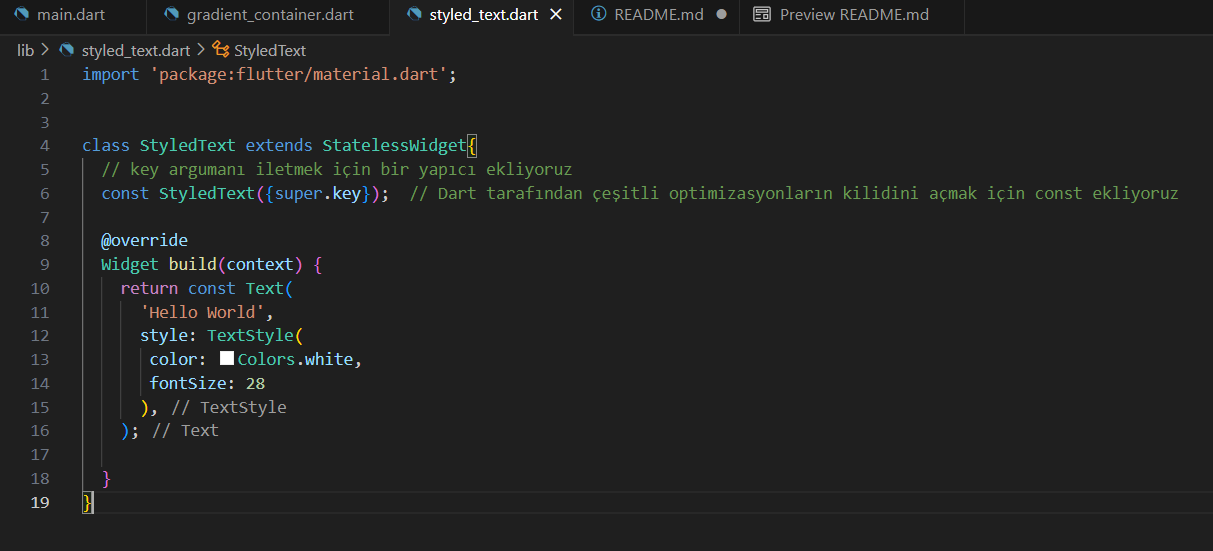 main.dart gradient_container.dart styled_text.dart README.md Preview README.md
lib > styled_text.dart > StyledText
1 import 'package:flutter/material.dart';
2
3
4 class StyledText extends StatelessWidget{
5 // key argumanı iletmek için bir yapıcı ekliyoruz
6 const StyledText({super.key}); // Dart tarafından çeşitli optimizasyonların kilidini açmak için const ekliyoruz
7
8 @override
9 Widget build(context) {
10 return const Text(
11 'Hello World',
12 style: TextStyle(
13 color: Colors.white,
14 fontSize: 28
15 ), // TextStyle
16 ); // Text
17
18 }
19 }